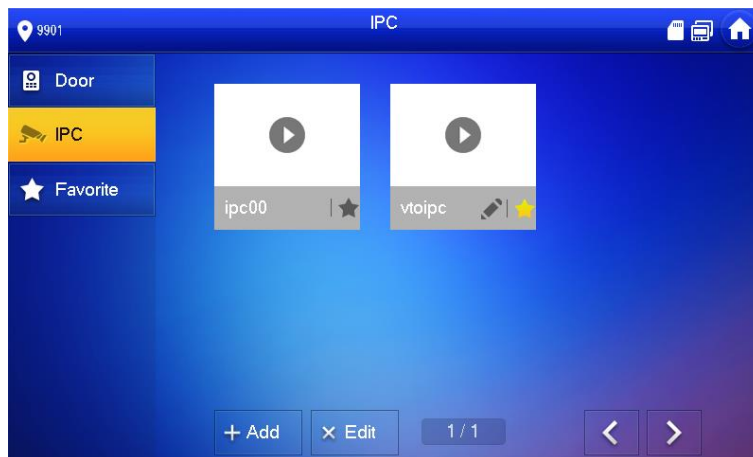 9901
IPC
Door
IPC
Favorite
ipc00
vtoipc
+ Add
× Edit
1 / 1